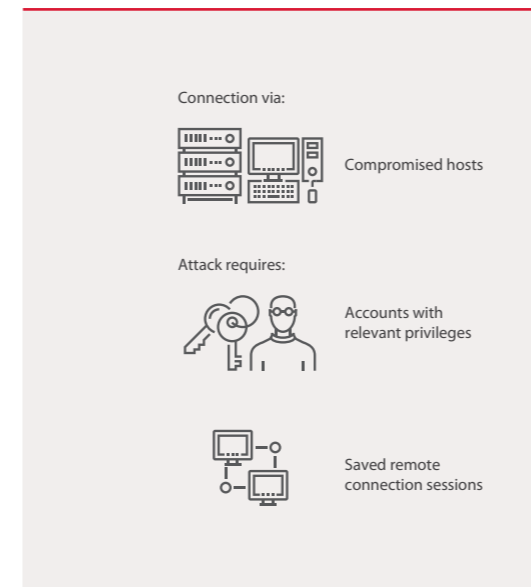 Connection via:
Compromised hosts
Attack requires:
Accounts with
relevant privileges
Saved remote
connection sessions